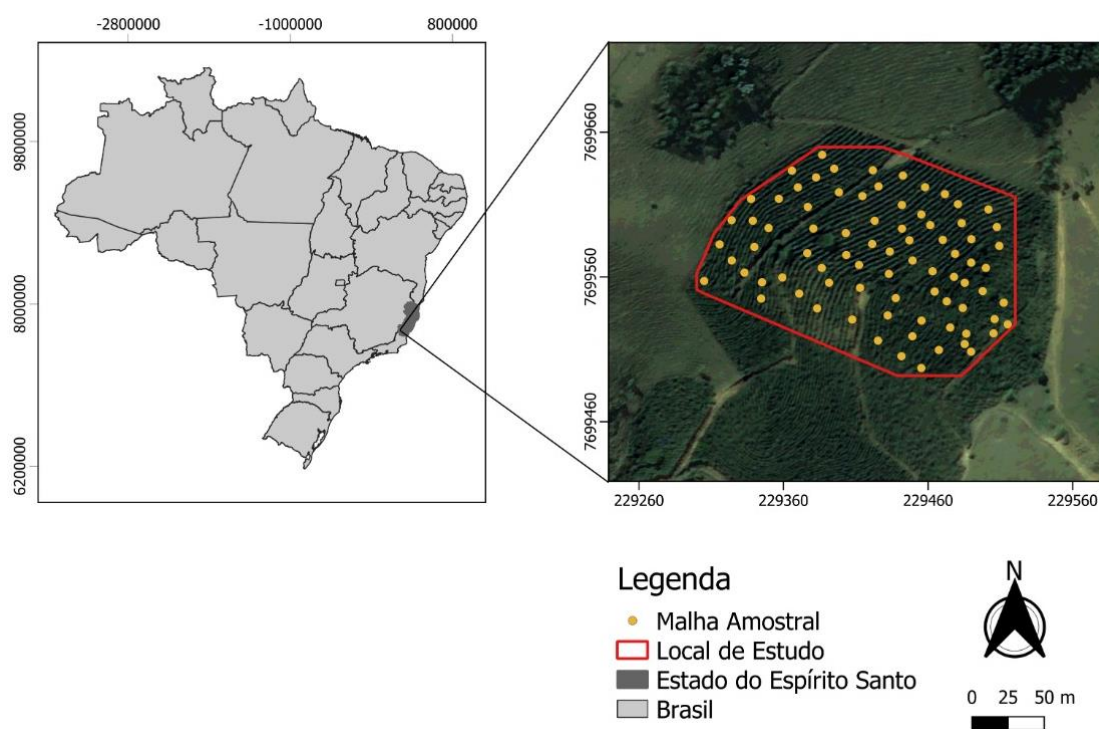 -2800000 -1000000 800000
9800000
8000000
6200000
7699660
7699560
7699460
229260 229360 229460 229560
Legenda
Malha Amostral
Local de Estudo
Estado do Espírito Santo
Brasil
N
0 25 50 m